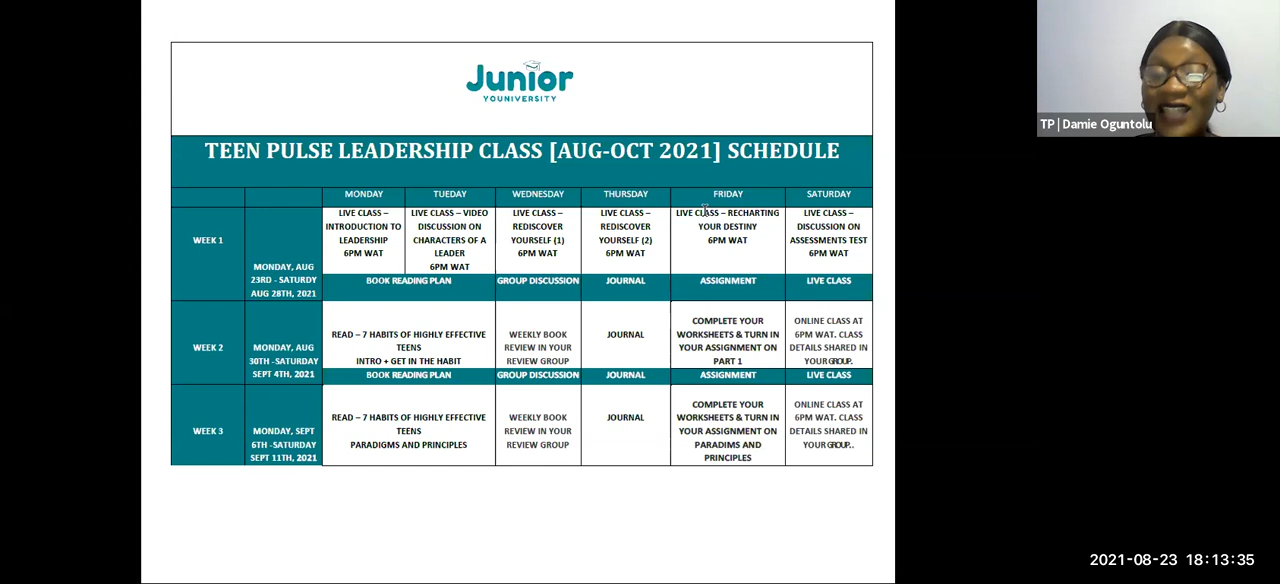 Junior
YOUNIVERSITY
TEEN PULSE LEADERSHIP CLASS [AUG-OCT 2021] SCHEDULE
MONDAY TUEDAY WEDNESDAY THURSDAY FRIDAY SATURDAY
WEEK 1
MONDAY, AUG
23RD - SATURDY
AUG 28TH, 2021
LIVE CLASS –
INTRODUCTION TO
LEADERSHIP
6PM WAT
LIVE CLASS – VIDEO
DISCUSSION ON
CHARACTERS OF A
LEADER
6PM WAT
LIVE CLASS –
REDISCOVER
YOURSELF (1)
6PM WAT
LIVE CLASS –
REDISCOVER
YOURSELF (2)
6PM WAT
LIVE CLASS – RECHARTING
YOUR DESTINY
6PM WAT
LIVE CLASS –
DISCUSSION ON
ASSESSMENTS TEST
6PM WAT
BOOK READING PLAN GROUP DISCUSSION JOURNAL ASSIGNMENT LIVE CLASS
WEEK 2
MONDAY, AUG
30TH -SATURDAY
SEPT 4TH, 2021
READ – 7 HABITS OF HIGHLY EFFECTIVE
TEENS
INTRO + GET IN THE HABIT
WEEKLY BOOK
REVIEW IN YOUR
REVIEW GROUP
JOURNAL
COMPLETE YOUR
WORKSHEETS & TURN IN
YOUR ASSIGNMENT ON
PART 1
ONLINE CLASS AT
6PM WAT. CLASS
DETAILS SHARED IN
YOUR GROUP.
BOOK READING PLAN GROUP DISCUSSION JOURNAL ASSIGNMENT LIVE CLASS
WEEK 3
MONDAY, SEPT
6TH -SATURDAY
SEPT 11TH, 2021
READ – 7 HABITS OF HIGHLY EFFECTIVE
TEENS
PARADIGMS AND PRINCIPLES
WEEKLY BOOK
REVIEW IN YOUR
REVIEW GROUP
JOURNAL
COMPLETE YOUR
WORKSHEETS & TURN IN
YOUR ASSIGNMENT ON
PARADIMS AND
PRINCIPLES
ONLINE CLASS AT
6PM WAT. CLASS
DETAILS SHARED IN
YOUR GROUP..
TP | Damie Oguntolu
2021-08-23 18:13:35